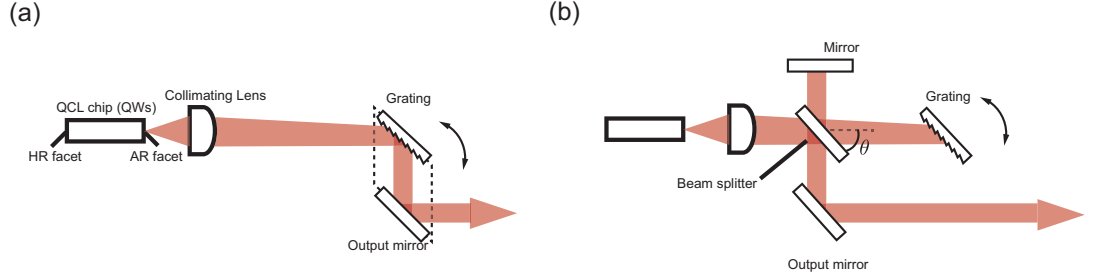 (a)
QCL chip (QWs)
Collimating Lens
Grating
HR facet
AR facet
Output mirror
(b)
Mirror
Grating
θ
Beam splitter
Output mirror